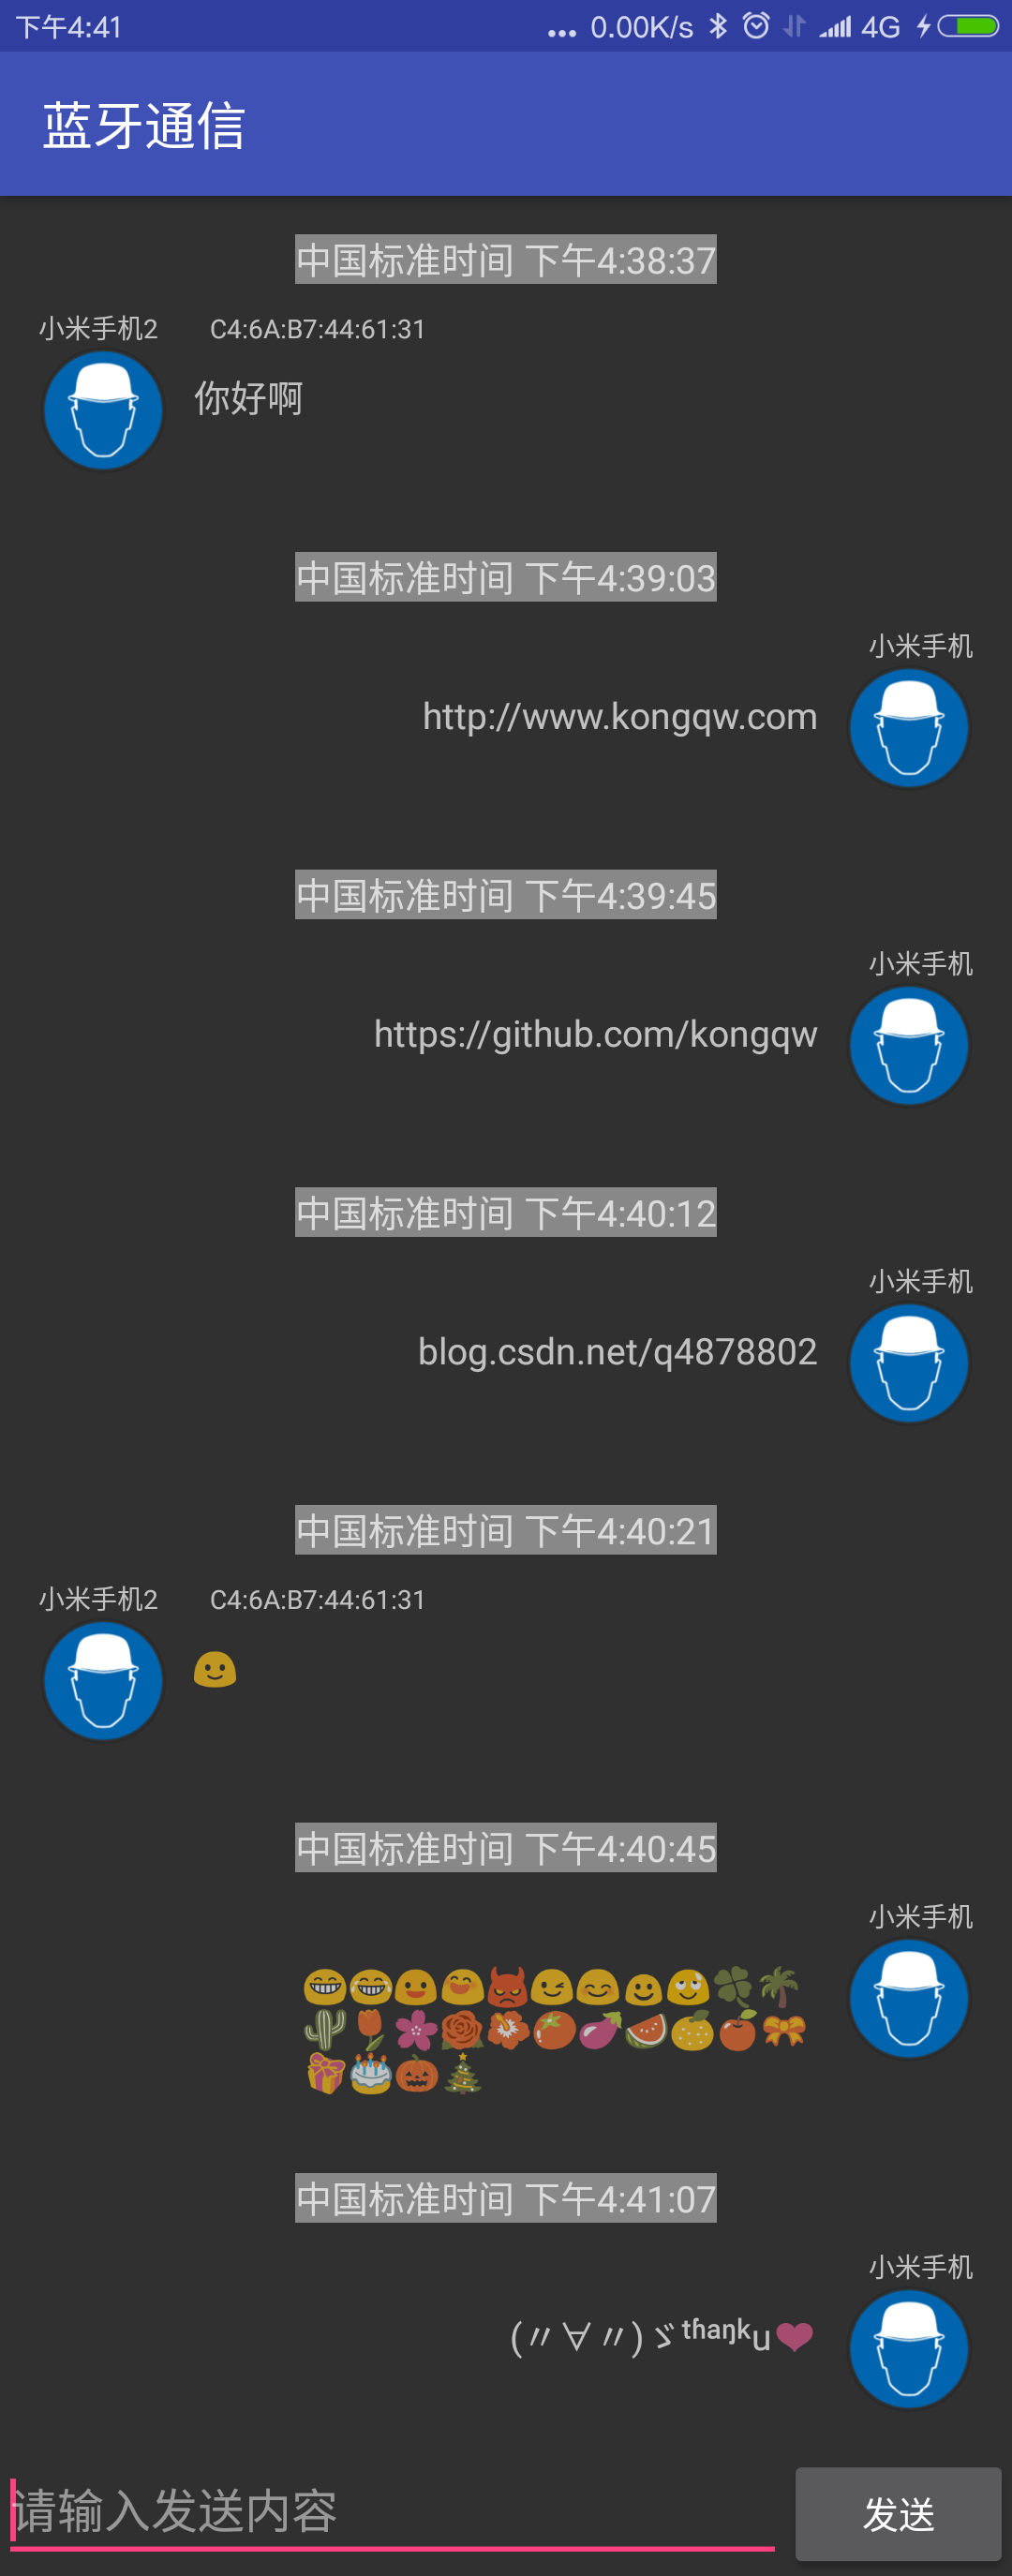 下午4:41 ... 0.00K/s 4G
蓝牙通信
中国标准时间 下午4:38:37
小米手机2 C4:6A:B7:44:61:31
你好啊
中国标准时间 下午4:39:03
小米手机
http://www.kongqw.com
中国标准时间 下午4:39:45
小米手机
https://github.com/kongqw
中国标准时间 下午4:40:12
小米手机
blog.csdn.net/q4878802
中国标准时间 下午4:40:21
小米手机2 C4:6A:B7:44:61:31
🙂
中国标准时间 下午4:40:45
小米手机
😁😂😃😄👿😉😊☺🙄🍀🌴
🌵🌷🌸🌹🌺🍅🍆🍉🍊🍎🎀
🎁🎂🎃🎄
中国标准时间 下午4:41:07
小米手机
(〃∀〃)ゞᵗʱᵃᵑᵏu❤
请输入发送内容 发送